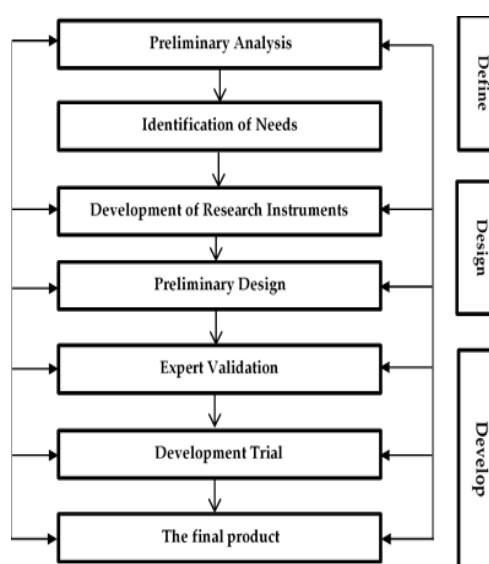 Preliminary Analysis
Identification of Needs
Development of Research Instruments
Preliminary Design
Expert Validation
Development Trial
The final product
Define
Design
Develop